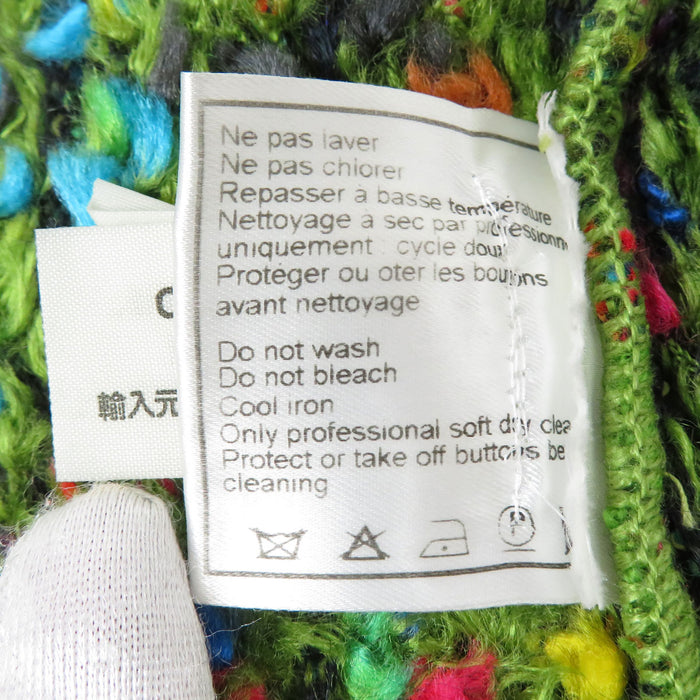 Ne pas laver
Ne pas chlorer
Repasser à basse température
Nettoyage à sec par professionn
uniquement : cycle doux
Protéger ou oter les boutons
avant nettoyage
Do not wash
Do not bleach
Cool iron
Only professional soft dry clea
Protect or take off buttons be
cleaning
P
C
輸入元